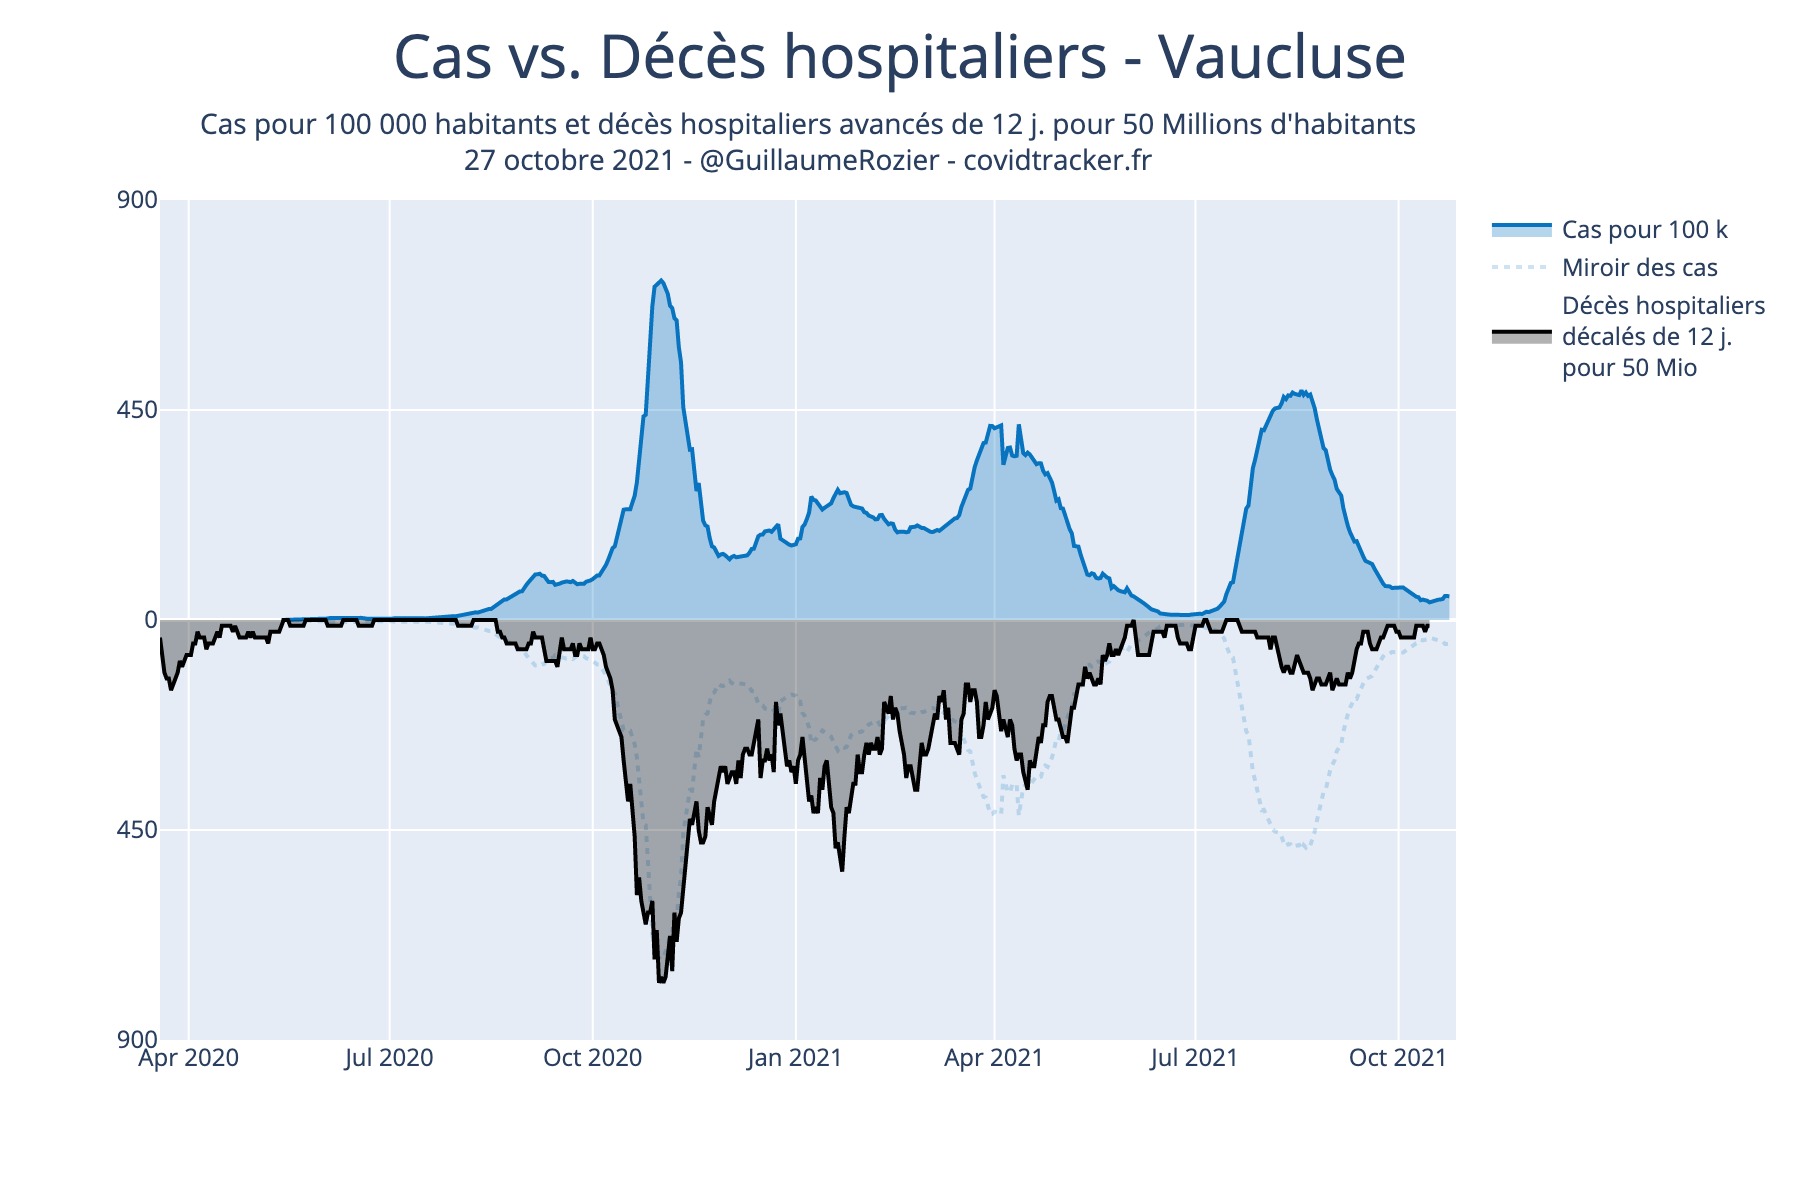 Cas vs. Décès hospitaliers - Vaucluse
Cas pour 100 000 habitants et décès hospitaliers avancés de 12 j. pour 50 Millions d'habitants
27 octobre 2021 - @GuillaumeRozier - covidtracker.fr
900
450
0
450
900
Apr 2020
Jul 2020
Oct 2020
Jan 2021
Apr 2021
Jul 2021
Oct 2021
Cas pour 100 k
Miroir des cas
Décès hospitaliers
décalés de 12 j.
pour 50 Mio